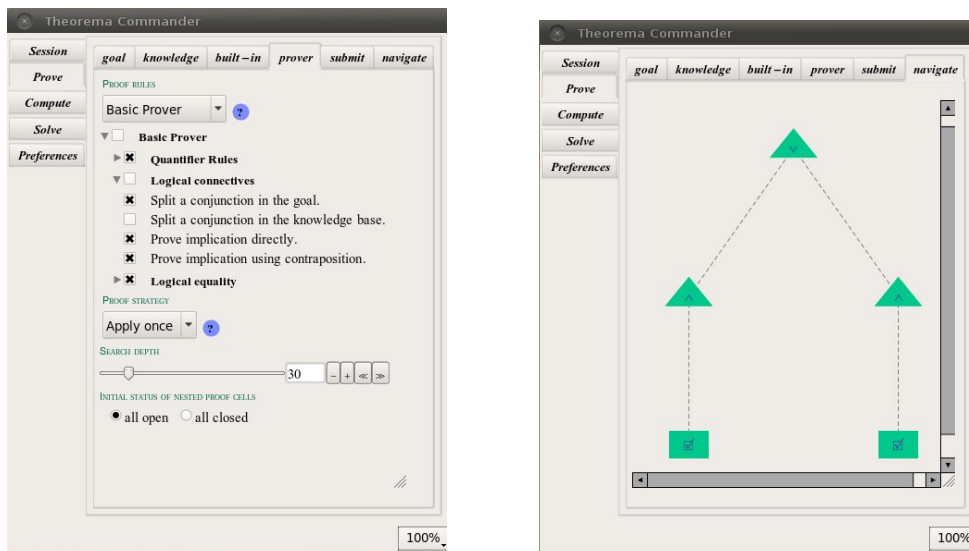 Theorema Commander
Session
Prove
Compute
Solve
Preferences
goal knowledge built-in prover submit navigate
PROOF RULES
Basic Prover ?
Basic Prover
Quantifier Rules
Logical connectives
Split a conjunction in the goal.
Split a conjunction in the knowledge base.
Prove implication directly.
Prove implication using contraposition.
Logical equality
PROOF STRATEGY
Apply once ?
SEARCH DEPTH
30 − + ≪ ≫
INITIAL STATUS OF NESTED PROOF CELLS
all open all closed
100%
Theorema Commander
Session
Prove
Compute
Solve
Preferences
goal knowledge built-in prover submit navigate
∨
∧ ∧
100%